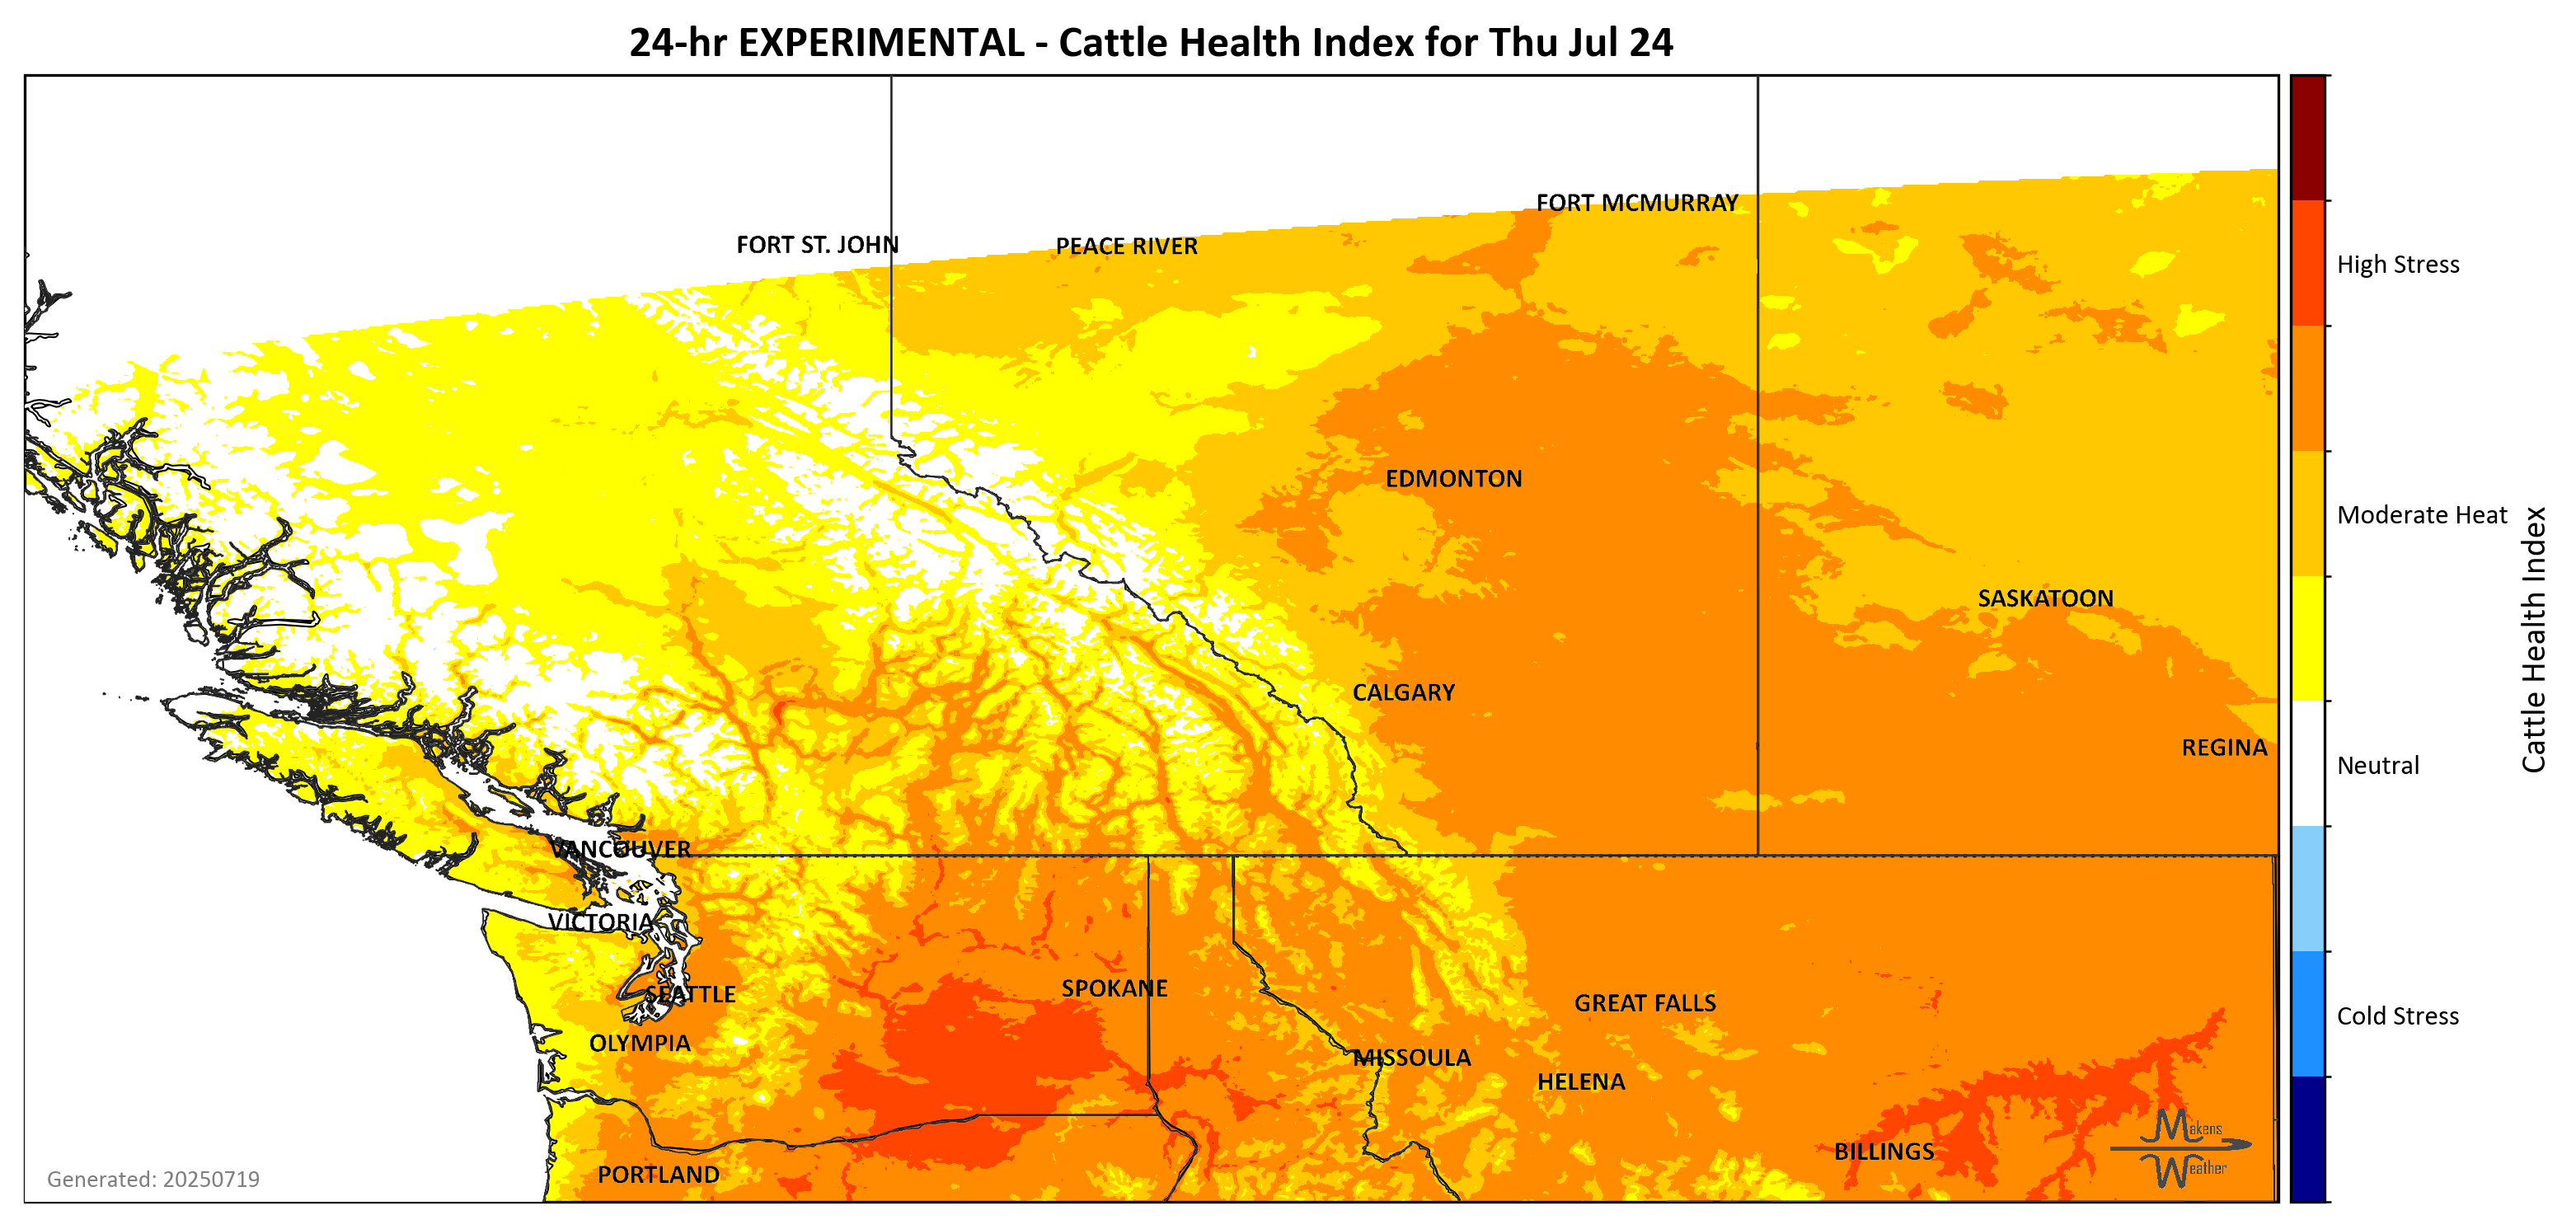 24-hr EXPERIMENTAL - Cattle Health Index for Thu Jul 24
FORT MCMURRAY
FORT ST. JOHN
PEACE RIVER
High Stress
EDMONTON
Moderate Heat
SASKATOON
Cattle Health Index
CALGARY
REGINA
Neutral
VANCOUVER
VICTORIA
SPOKANE
SEATTLE
GREAT FALLS
Cold Stress
OLYMPIA
MISSOULA
HELENA
Makens
BILLINGS
Weather
PORTLAND
Generated: 20250719